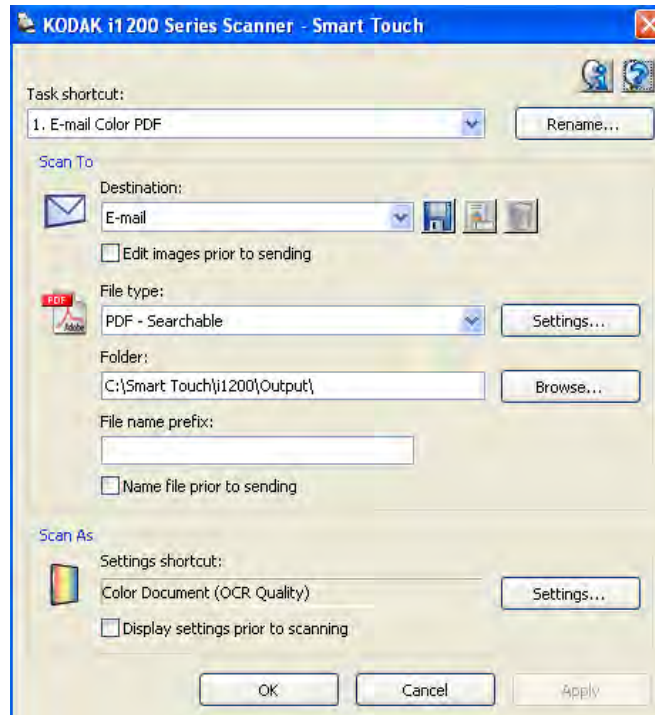 KODAK i1200 Series Scanner - Smart Touch
Task shortcut:
1. E-mail Color PDF
Rename...
Scan To
Destination:
E-mail
Edit images prior to sending
File type:
PDF
Adobe
PDF - Searchable
Settings...
Folder:
C:\Smart Touch\i1200\Output\
Browse...
File name prefix:
Name file prior to sending
Scan As
Settings shortcut:
Color Document (OCR Quality)
Settings...
Display settings prior to scanning
OK
Cancel
Apply